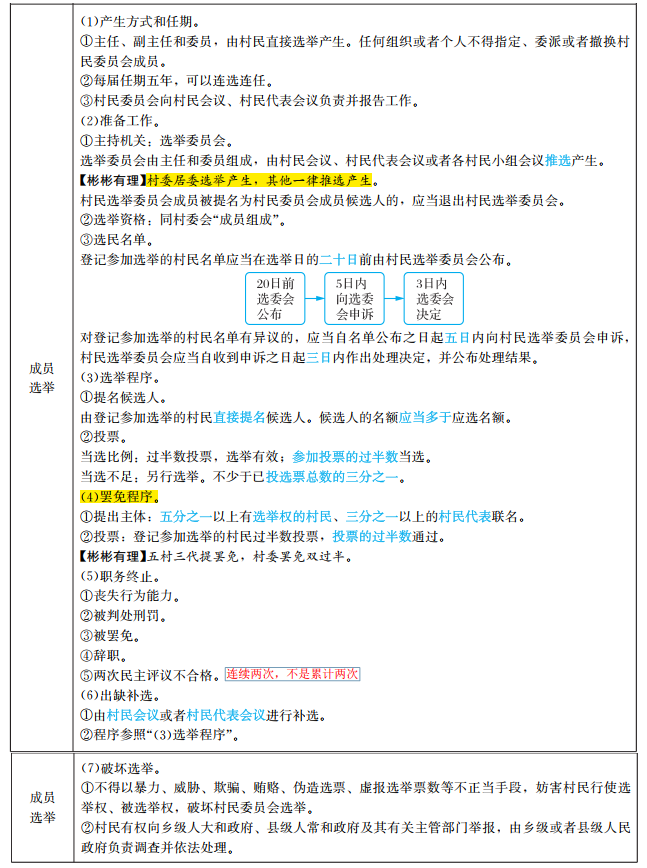 成员
选举
(1)产生方式和任期。
①主任、副主任和委员，由村民直接选举产生。任何组织或者个人不得指定、委派或者撤换村
民委员会成员。
②每届任期五年，可以连选连任。
③村民委员会向村民会议、村民代表会议负责并报告工作。
(2)准备工作。
①主持机关：选举委员会。
选举委员会由主任和委员组成，由村民会议、村民代表会议或者各村民小组会议推选产生。
【彬彬有理】村委居委选举产生，其他一律推选产生。
村民选举委员会成员被提名为村民委员会成员候选人的，应当退出村民选举委员会。
②选举资格：同村委会“成员组成”。
③选民名单。
登记参加选举的村民名单应当在选举日的二十日前由村民选举委员会公布。
20日前
选委会
公布
5日内
向选委
会申诉
3日内
选委会
决定
对登记参加选举的村民名单有异议的，应当自名单公布之日起五日内向村民选举委员会申诉，
村民选举委员会应当自收到申诉之日起三日内作出处理决定，并公布处理结果。
(3)选举程序。
①提名候选人。
由登记参加选举的村民直接提名候选人。候选人的名额应当多于应选名额。
②投票。
当选比例：过半数投票，选举有效；参加投票的过半数当选。
当选不足：另行选举。不少于已投选票总数的三分之一。
(4)罢免程序。
①提出主体：五分之一以上有选举权的村民、三分之一以上的村民代表联名。
②投票：登记参加选举的村民过半数投票，投票的过半数通过。
【彬彬有理】五村三代提罢免，村委罢免双过半。
(5)职务终止。
①丧失行为能力。
②被判处刑罚。
③被罢免。
④辞职。
⑤两次民主评议不合格。连续两次，不是累计两次
(6)出缺补选。
①由村民会议或者村民代表会议进行补选。
②程序参照“(3)选举程序”。
成员
选举
(7)破坏选举。
①不得以暴力、威胁、欺骗、贿赂、伪造选票、虚报选举票数等不正当手段，妨害村民行使选
举权、被选举权，破坏村民委员会选举。
②村民有权向乡级人大和政府、县级人常和政府及其有关主管部门举报，由乡级或者县级人民
政府负责调查并依法处理。